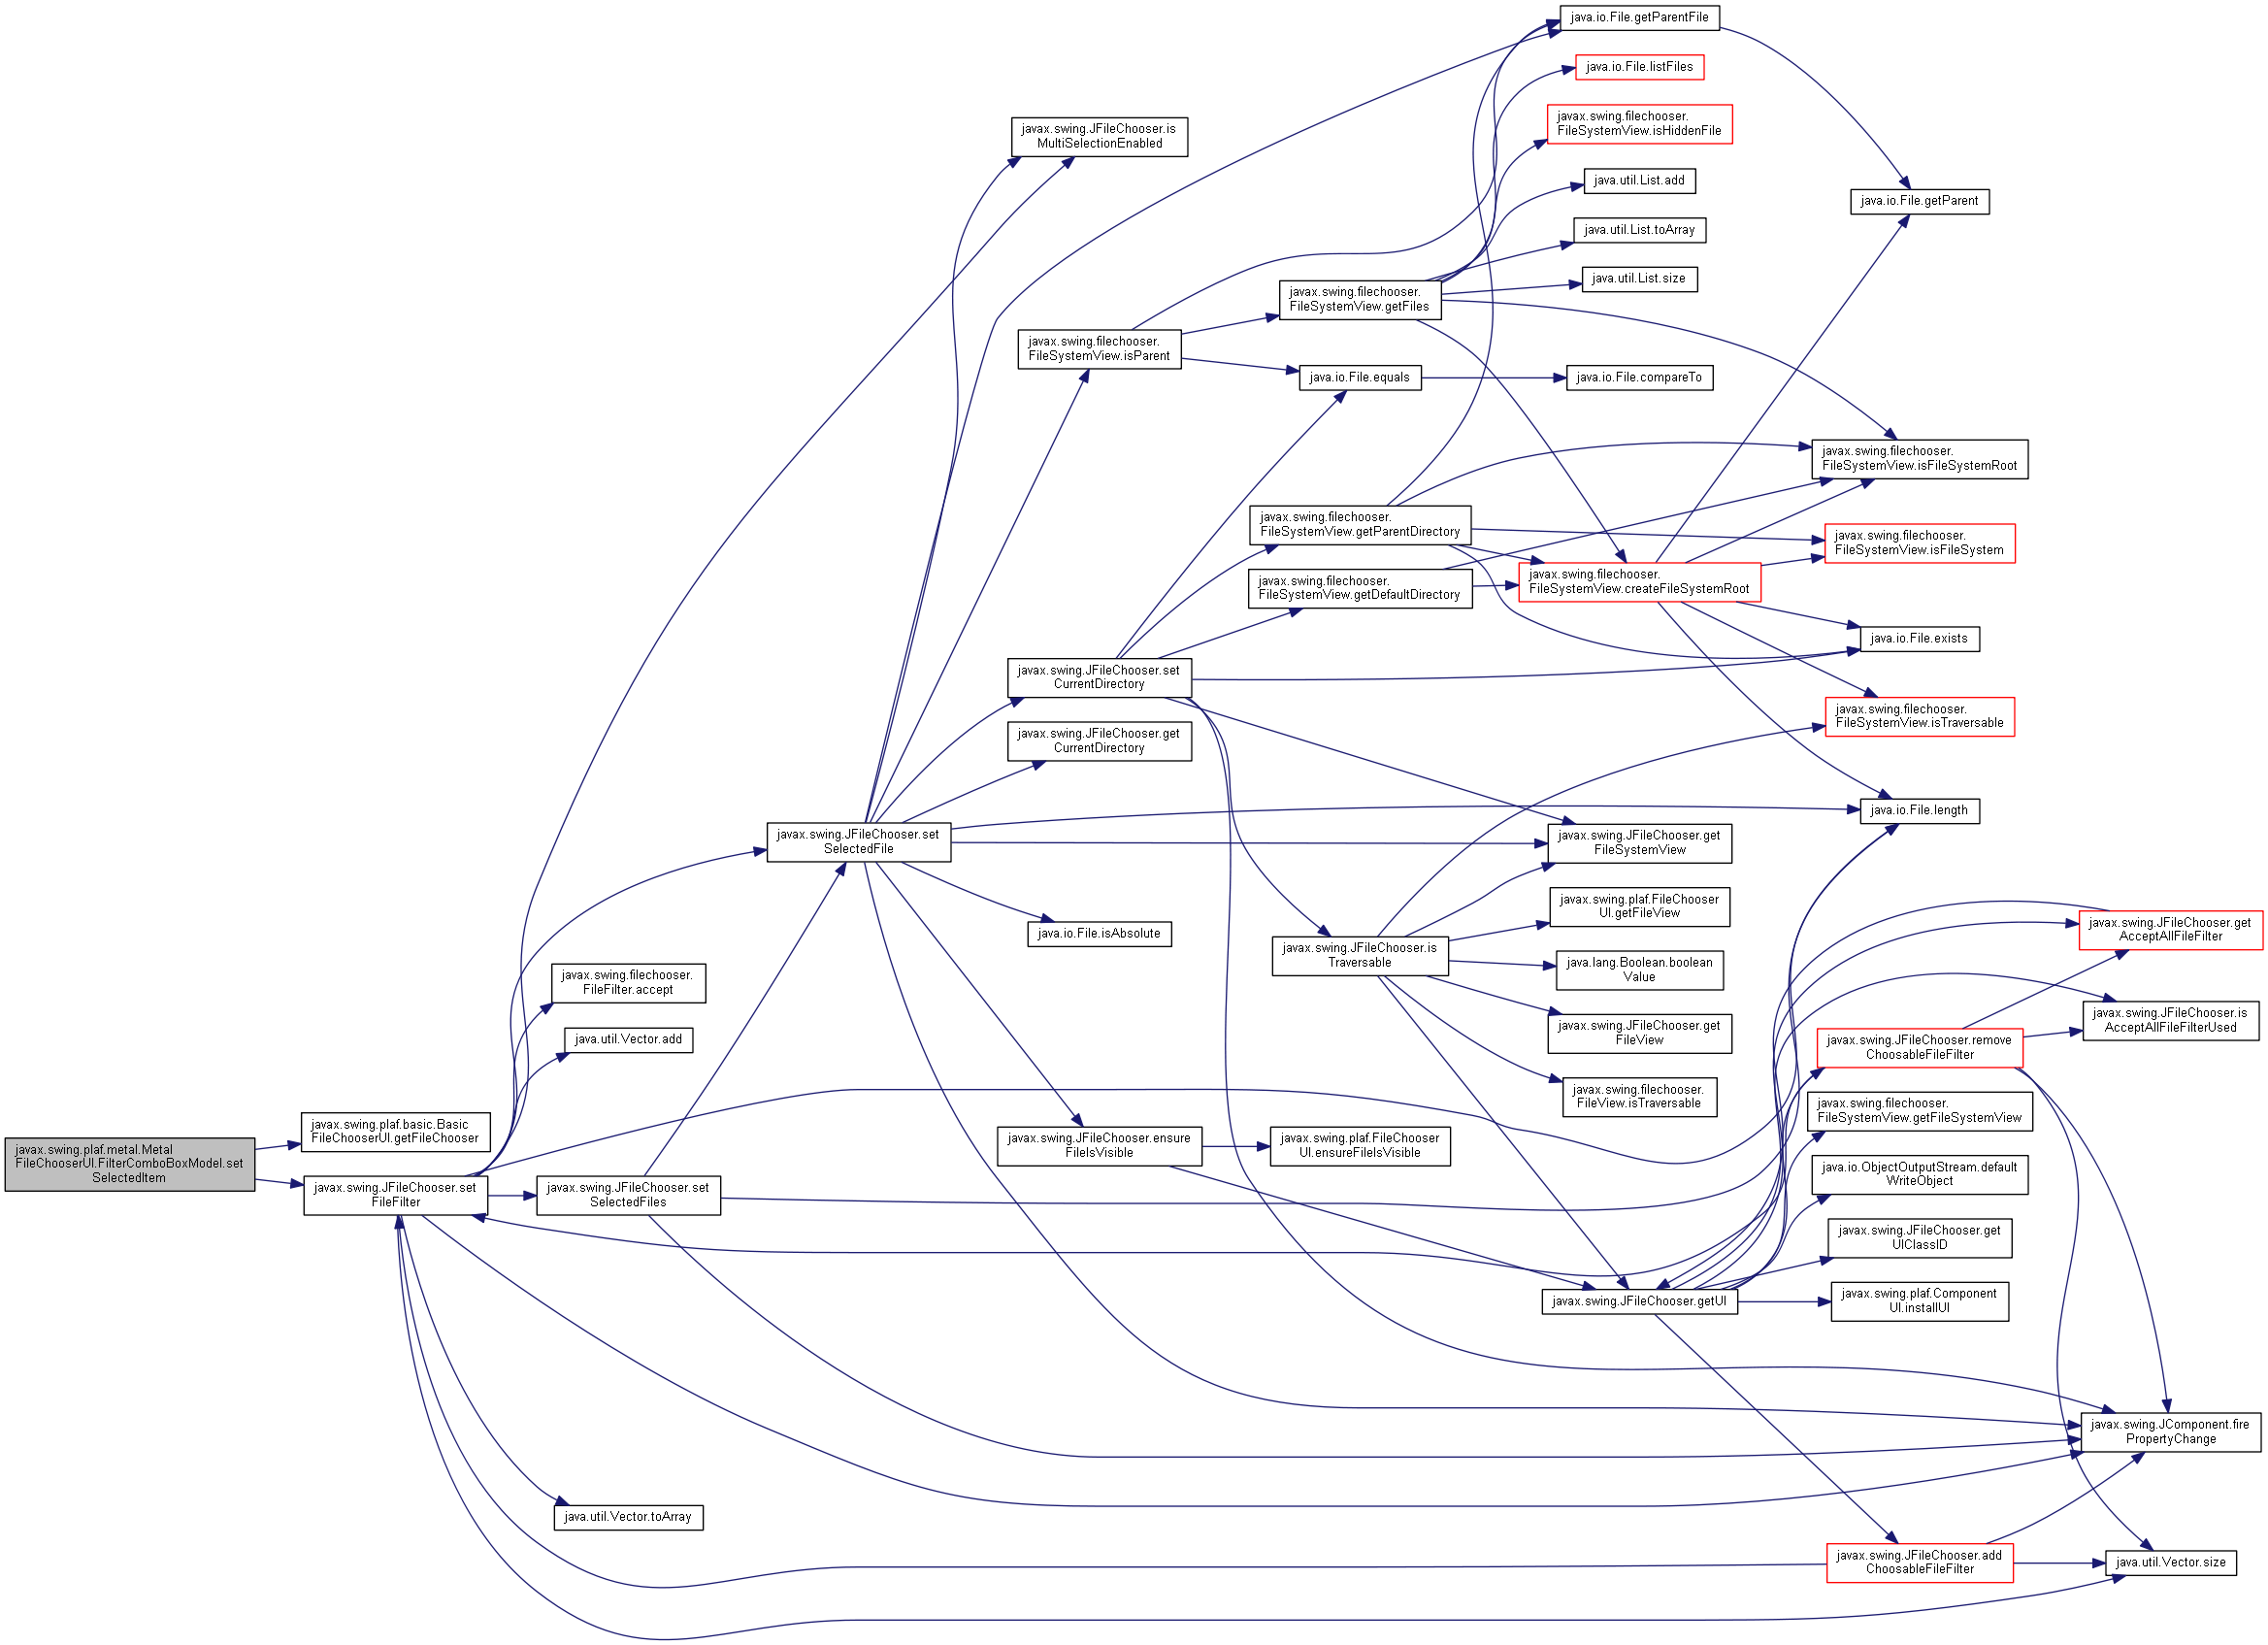 java.io.File.getParentFile
java.io.File.listFiles
javax.swing.filechooser.
FileSystemView.isHiddenFile
javax.swing.JFileChooser.is
MultiSelectionEnabled
java.util.List.add
java.io.File.getParent
java.util.List.toArray
java.util.List.size
javax.swing.filechooser.
FileSystemView.getFiles
javax.swing.filechooser.
FileSystemView.isParent
java.io.File.equals
java.io.File.compareTo
javax.swing.filechooser.
FileSystemView.isFileSystemRoot
javax.swing.filechooser.
FileSystemView.getParentDirectory
javax.swing.filechooser.
FileSystemView.isFileSystem
javax.swing.filechooser.
FileSystemView.getDefaultDirectory
javax.swing.filechooser.
FileSystemView.createFileSystemRoot
java.io.File.exists
javax.swing.JFileChooser.set
CurrentDirectory
javax.swing.filechooser.
FileSystemView.isTraversable
javax.swing.JFileChooser.get
CurrentDirectory
java.io.File.length
javax.swing.JFileChooser.set
SelectedFile
javax.swing.JFileChooser.get
FileSystemView
javax.swing.plaf.FileChooser
UI.getFileView
java.io.File.isAbsolute
javax.swing.JFileChooser.get
AcceptAllFileFilter
javax.swing.JFileChooser.is
Traversable
java.lang.Boolean.boolean
Value
javax.swing.filechooser.
FileFilter.accept
javax.swing.JFileChooser.is
AcceptAllFileFilterUsed
java.util.Vector.add
javax.swing.JFileChooser.get
FileView
javax.swing.JFileChooser.remove
ChoosableFileFilter
javax.swing.filechooser.
FileView.isTraversable
javax.swing.filechooser.
FileSystemView.getFileSystemView
javax.swing.plaf.basic.Basic
FileChooserUI.getFileChooser
javax.swing.JFileChooser.ensure
FileIsVisible
javax.swing.plaf.FileChooser
UI.ensureFileIsVisible
javax.swing.plaf.metal.Metal
FileChooserUI.FilterComboBoxModel.set
SelectedItem
java.io.ObjectOutputStream.default
WriteObject
javax.swing.JFileChooser.set
FileFilter
javax.swing.JFileChooser.set
SelectedFiles
javax.swing.JFileChooser.get
UIClassID
javax.swing.JFileChooser.getUI
javax.swing.plaf.Component
UI.installUI
javax.swing.JComponent.fire
PropertyChange
java.util.Vector.toArray
javax.swing.JFileChooser.add
ChoosableFileFilter
java.util.Vector.size